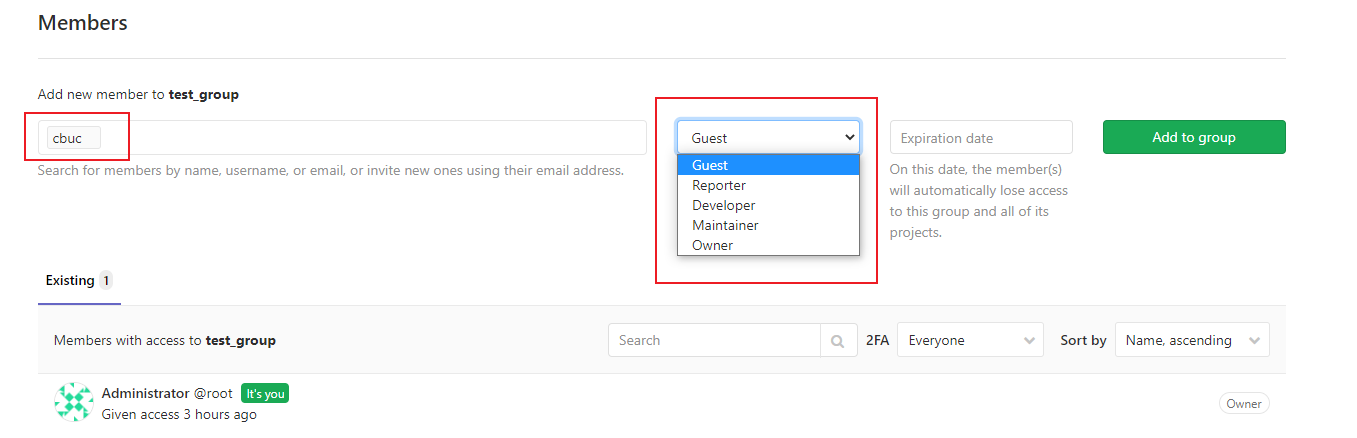 Members
Add new member to test_group
cbuc
Guest
Expiration date
Add to group
Search for members by name, username, or email, or invite new ones using their email address.
Guest
Reporter
Developer
Maintainer
Owner
On this date, the member(s)
will automatically lose access
to this group and all of its
projects.
Existing 1
Members with access to test_group
Search
2FA
Everyone
Sort by
Name, ascending
Administrator @root It's you
Given access 3 hours ago
Owner